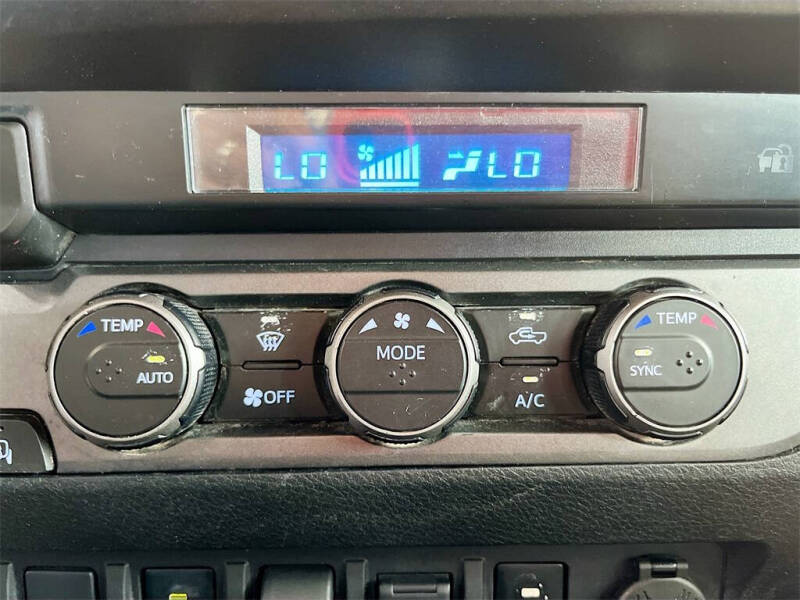 LO LO
TEMP
AUTO
OFF
MODE
A/C
TEMP
SYNC